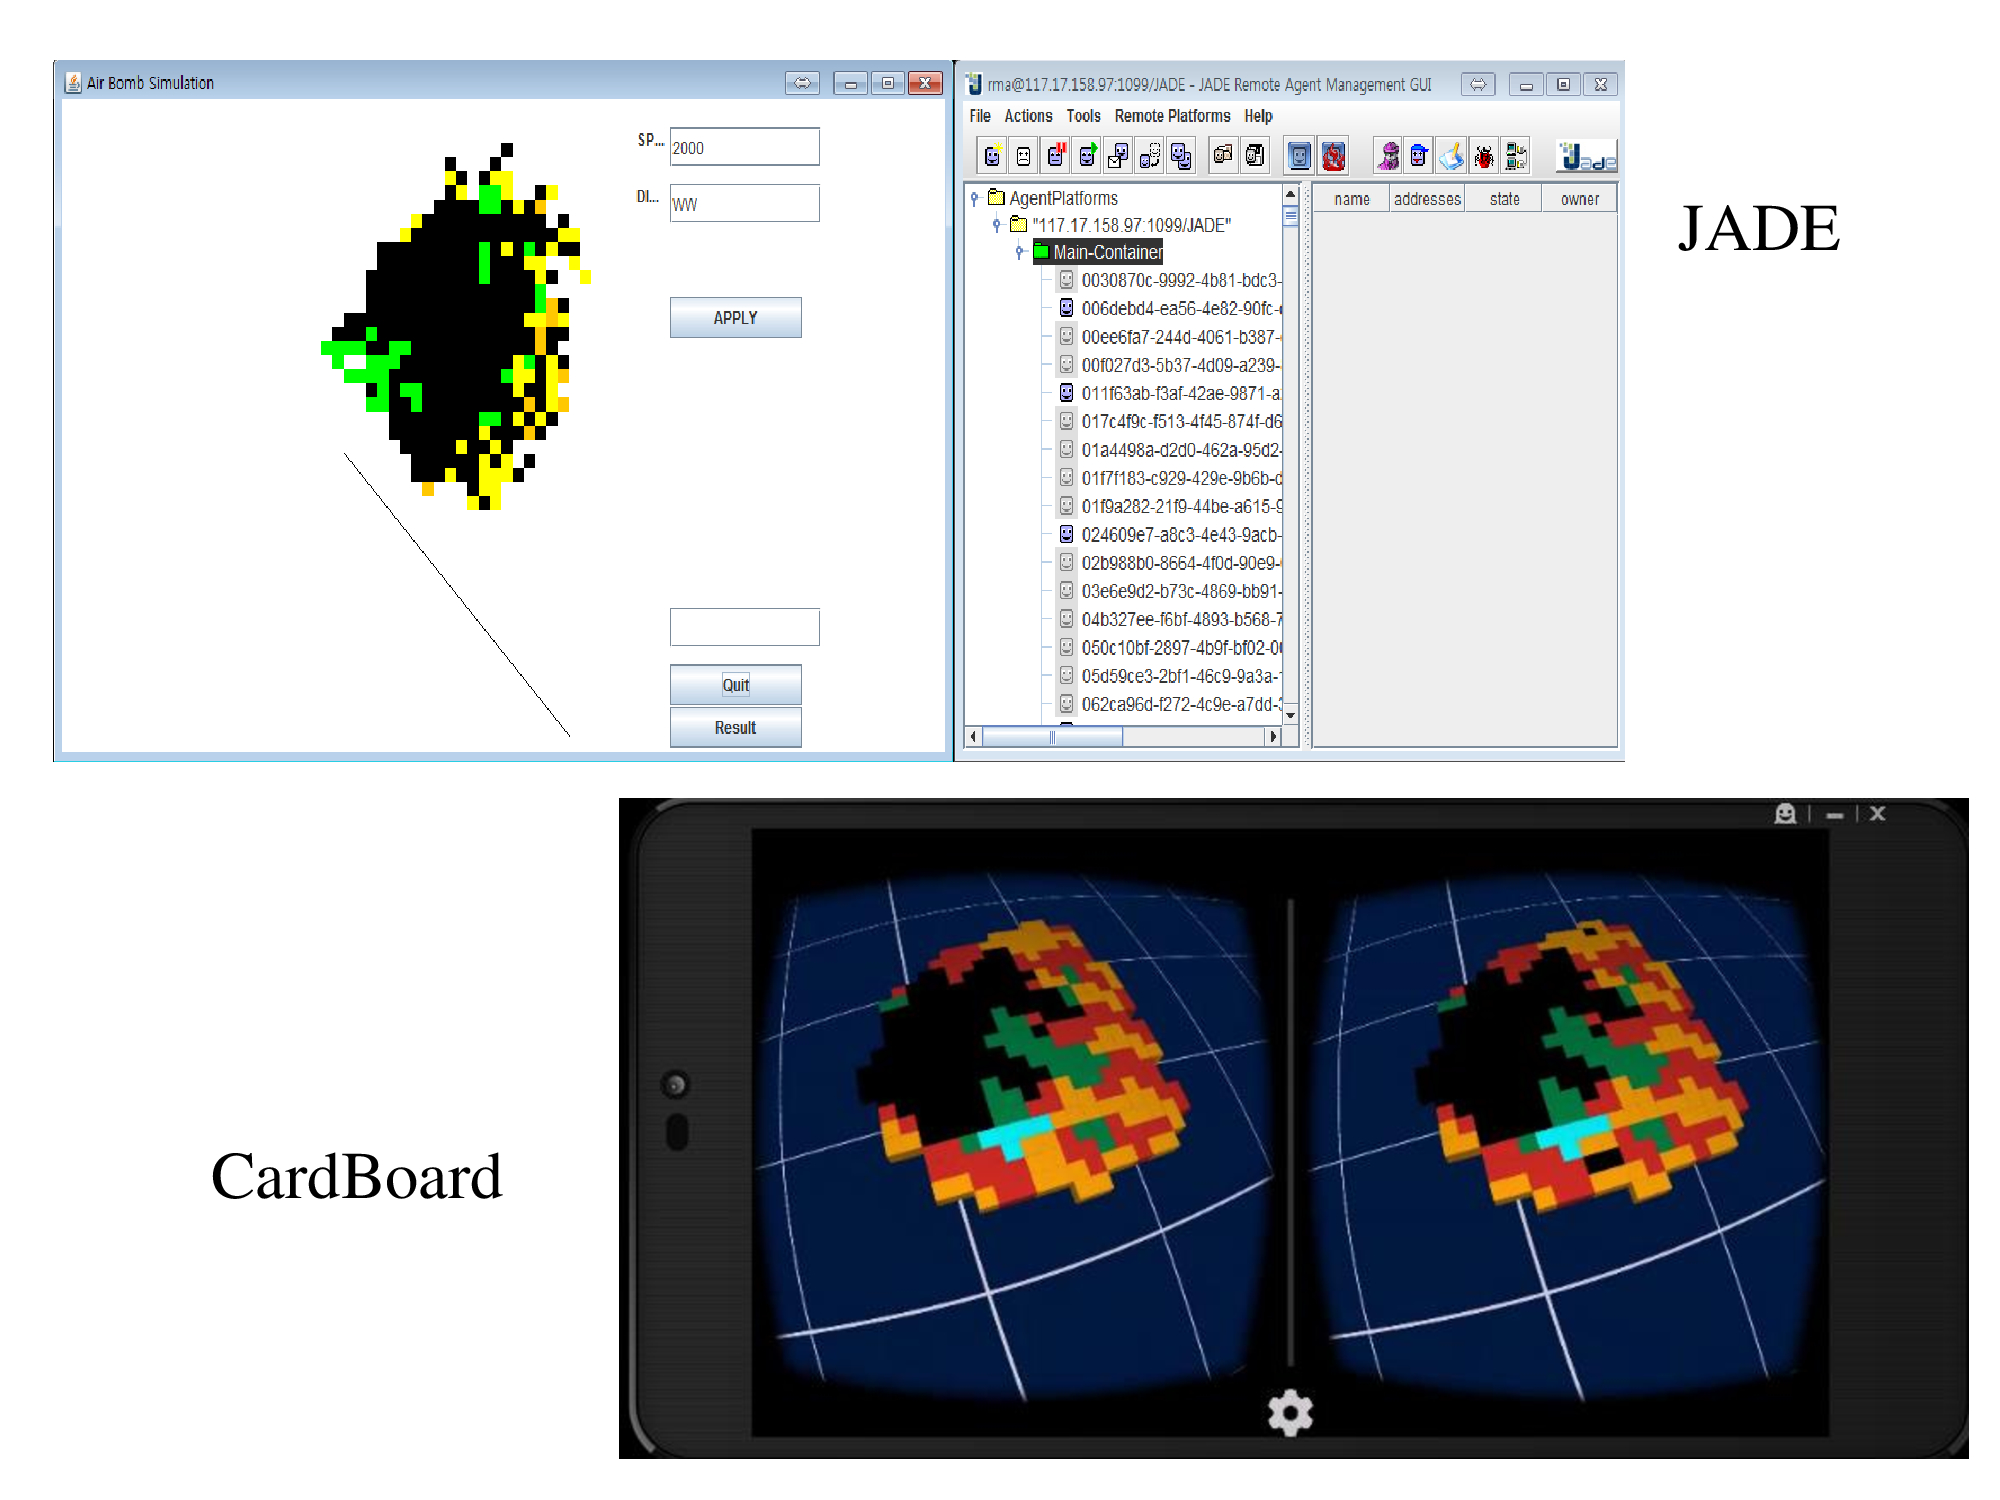 Air Bomb Simulation
SP....
2000
DI...
WW
APPLY
Quit
Result
rma@117.17.158.97:1099/JADE - JADE Remote Agent Management GUI
File Actions Tools Remote Platforms Help
Jade
AgentPlatforms
"117.17.158.97:1099/JADE"
Main-Container
0030870c-9992-4b81-bdc3-
006debd4-ea56-4e82-90fc-
00ee6fa7-244d-4061-b387-
00f027d3-5b37-4d09-a239-
011f63ab-f3af-42ae-9871-a
017c4f9c-f513-4f45-874f-d6
01a4498a-d2d0-462a-95d2-
01f7f183-c929-429e-9b6b-d
01f9a282-21f9-44be-a615-9
024609e7-a8c3-4e43-9acb-
02b988b0-8664-4f0d-90e9-
03e6e9d2-b73c-4869-bb91-
04b327ee-f6bf-4893-b568-7
050c10bf-2897-4b9f-bf02-0
05d59ce3-2bf1-46c9-9a3a-
062ca96d-f272-4c9e-a7dd-
name addresses state owner
JADE
CardBoard